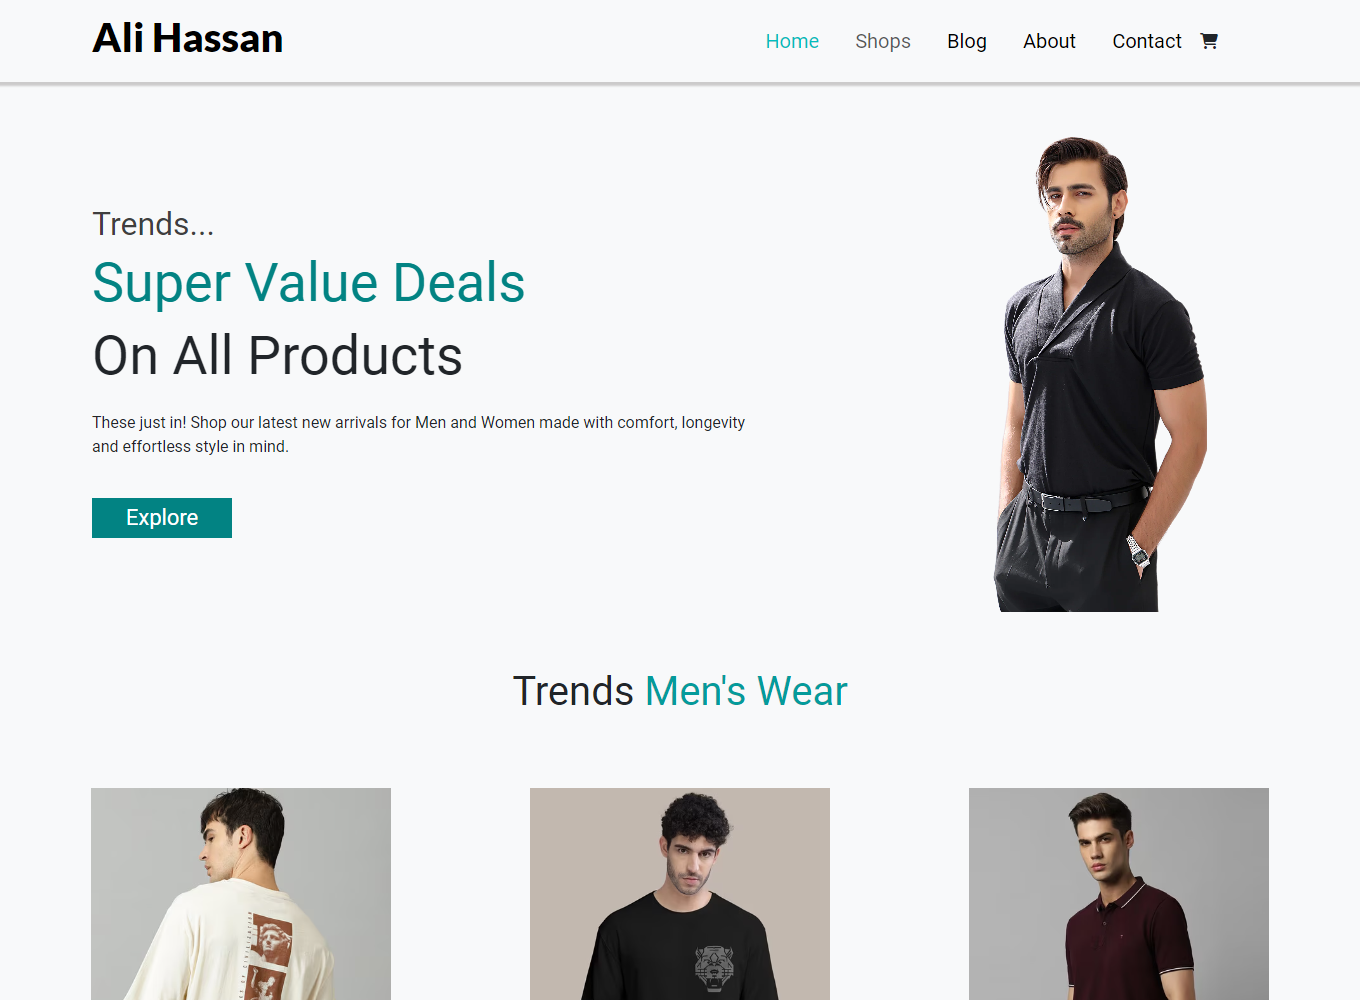 Ali Hassan
Home Shops Blog About Contact
Trends...
Super Value Deals
On All Products
These just in! Shop our latest new arrivals for Men and Women made with comfort, longevity
and effortless style in mind.
Explore
Trends Men's Wear